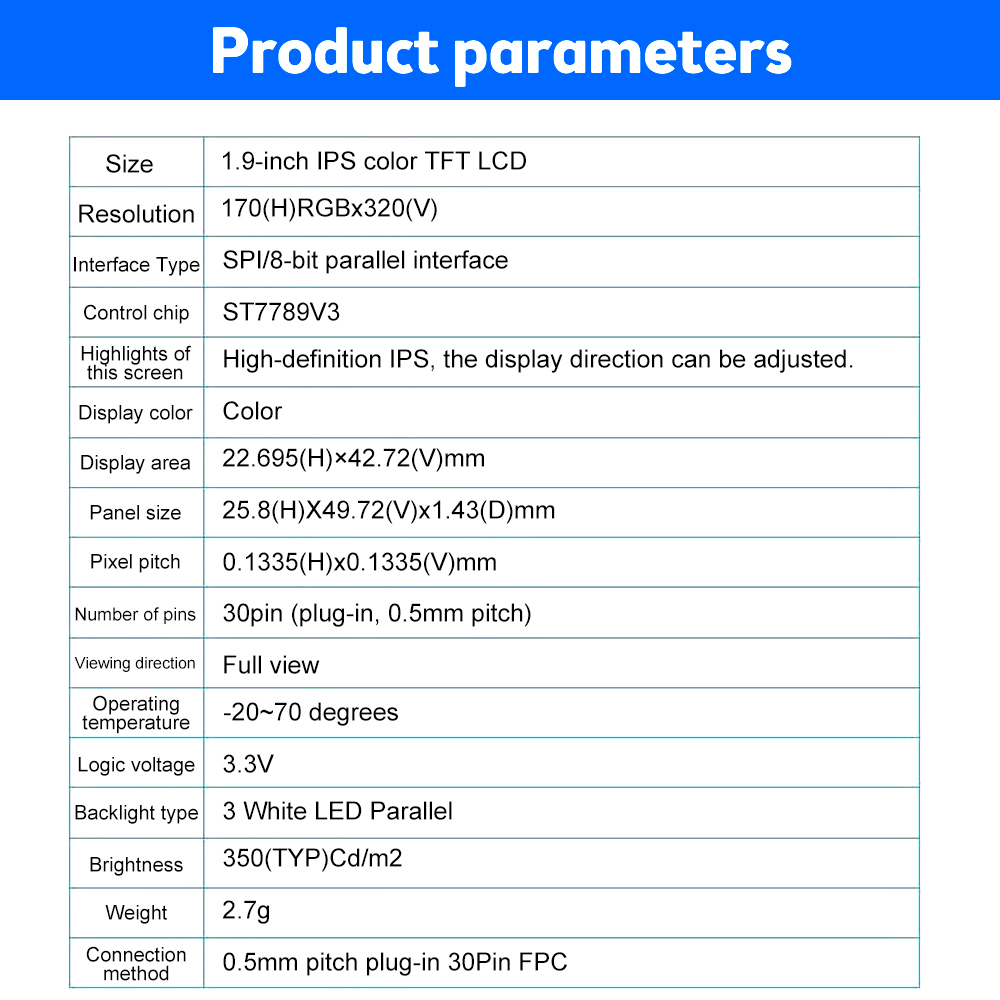 Product parameters
Size
1.9-inch IPS color TFT LCD
Resolution
170(H)RGBx320(V)
Interface Type
SPI/8-bit parallel interface
Control chip
ST7789V3
Highlights of
this screen
High-definition IPS, the display direction can be adjusted.
Display color
Color
Display area
22.695(H)×42.72(V)mm
Panel size
25.8(H)X49.72(V)x1.43(D)mm
Pixel pitch
0.1335(H)x0.1335(V)mm
Number of pins
30pin (plug-in, 0.5mm pitch)
Viewing direction
Full view
Operating
temperature
-20~70 degrees
Logic voltage
3.3V
Backlight type
3 White LED Parallel
Brightness
350(TYP)Cd/m2
Weight
2.7g
Connection
method
0.5mm pitch plug-in 30Pin FPC